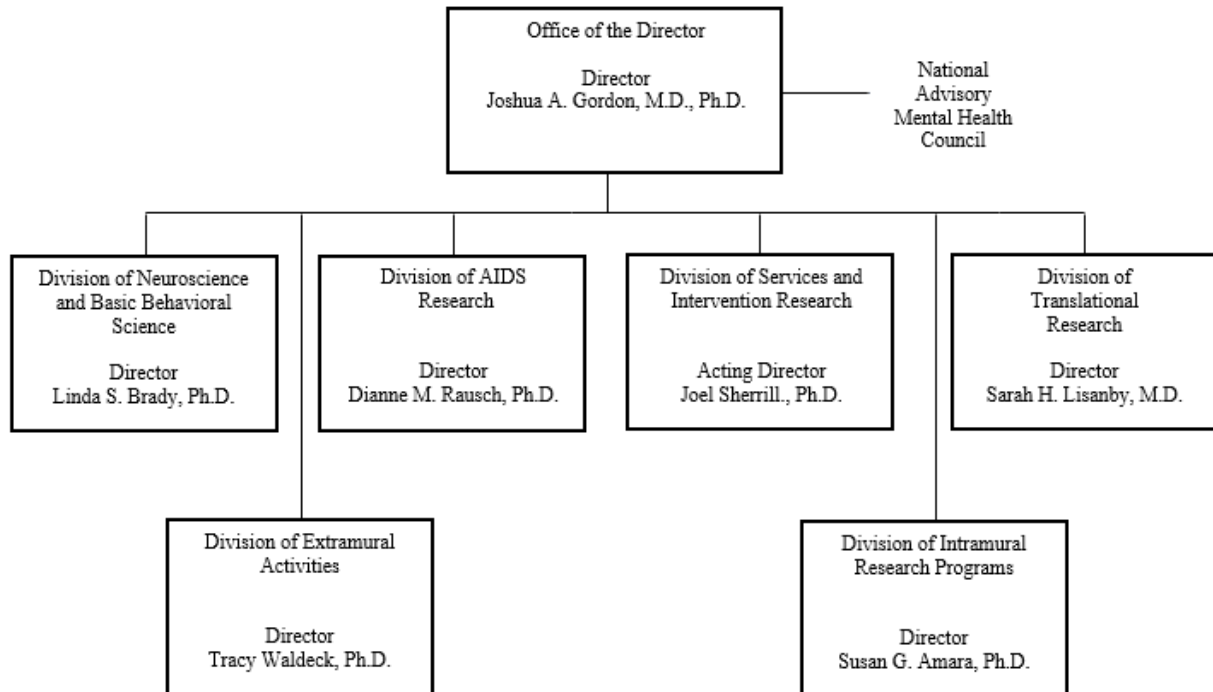 Office of the Director
Director
Joshua A. Gordon, M.D., Ph.D.
National
Advisory
Mental Health
Council
Division of Neuroscience
and Basic Behavioral
Science
Director
Linda S. Brady, Ph.D.
Division of AIDS
Research
Director
Dianne M. Rausch, Ph.D.
Division of Services and
Intervention Research
Acting Director
Joel Sherrill., Ph.D.
Division of
Translational
Research
Director
Sarah H. Lisanby, M.D.
Division of Extramural
Activities
Director
Tracy Waldeck, Ph.D.
Division of Intramural
Research Programs
Director
Susan G. Amara, Ph.D.